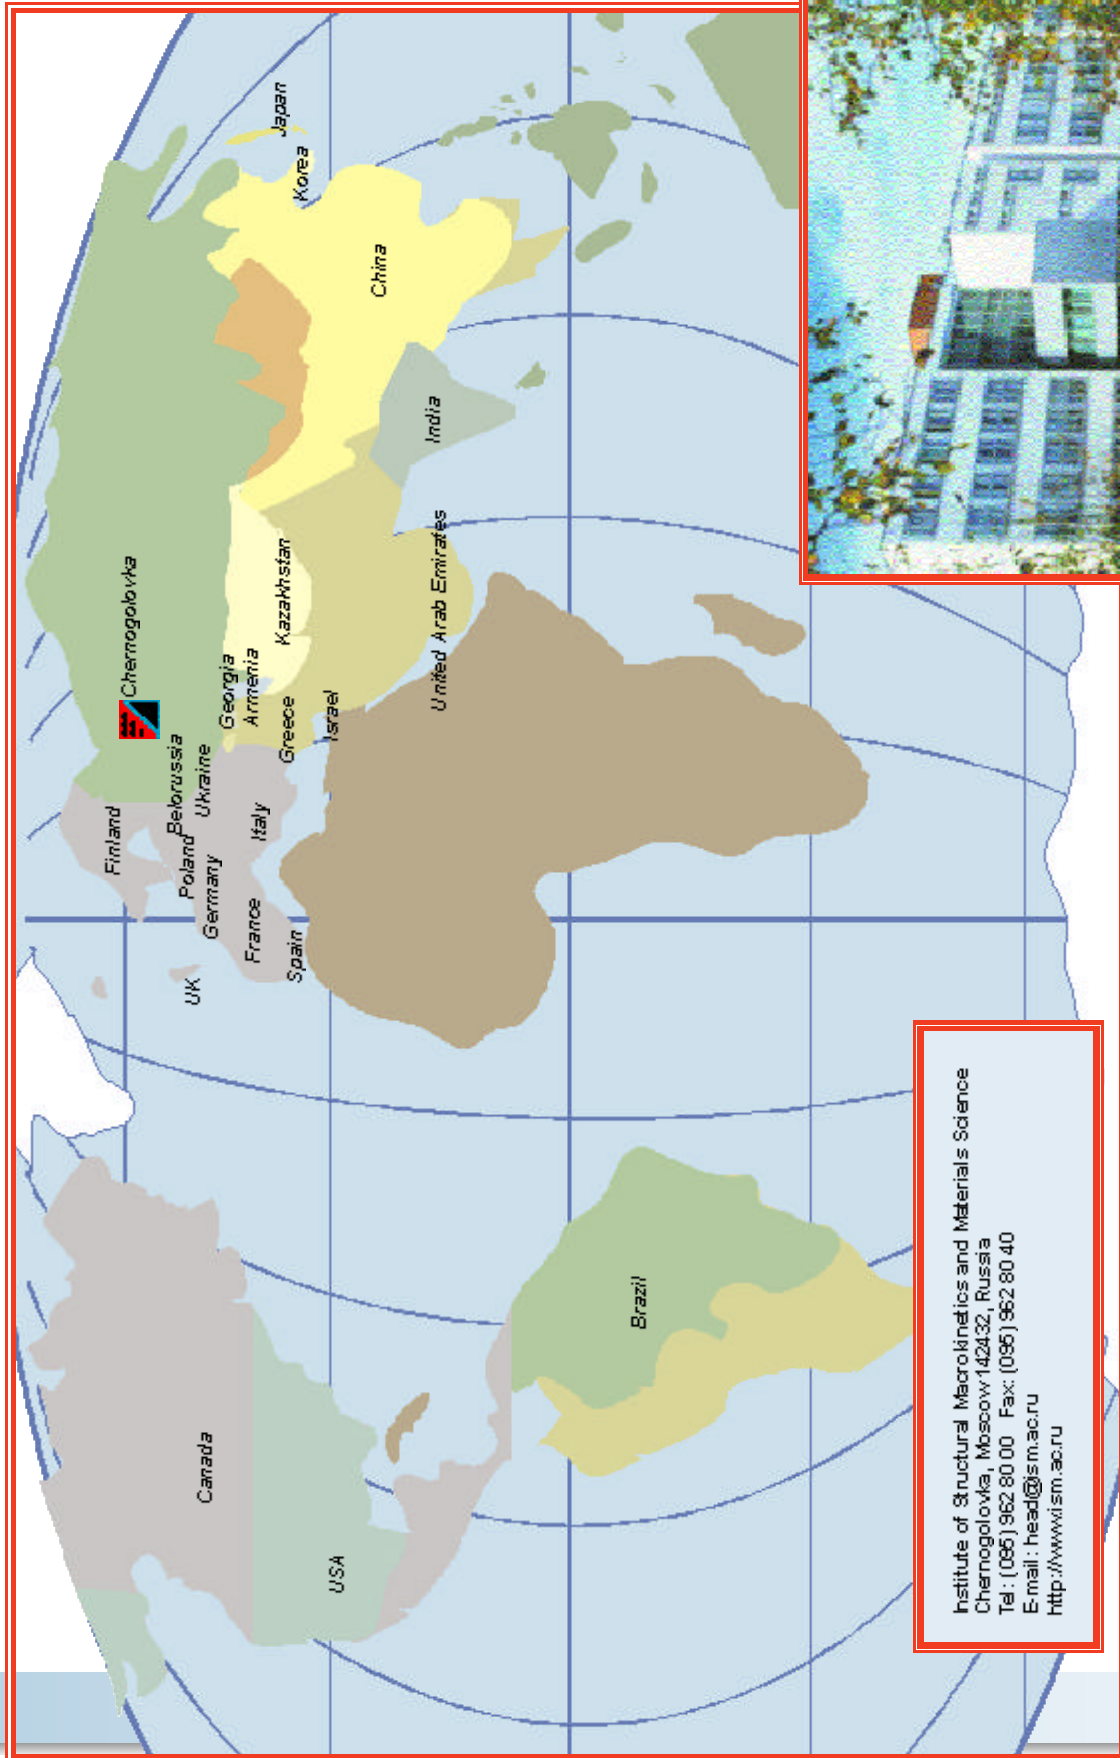 Canada
USA
Brazil
UK
Finland
Poland
Belorussia
Germany
Ukraine
France
Italy
Spain
Chernogolovka
Georgia
Armenia
Greece
Israel
Kazakhstan
United Arab Emirates
India
China
Korea
Japan
Institute of Structural Macrokinetics and Materials Science
Chernogolovka, Moscow 142432, Russia
Tel: (095) 962 80 00 Fax: (095) 962 80 40
E-mail: head@ism.ac.ru
http://www.ism.ac.ru